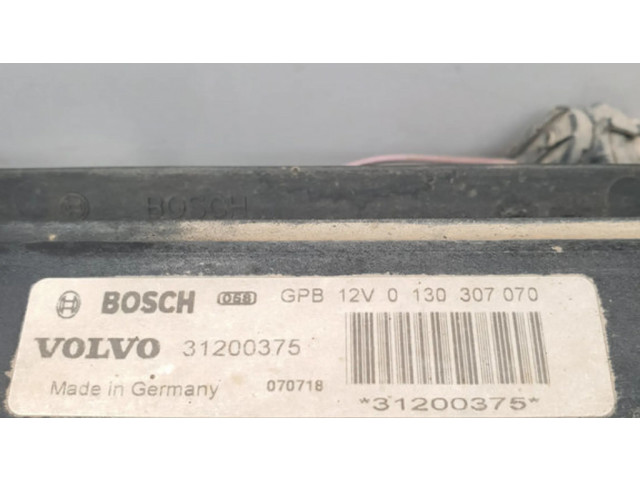 BOSCH
BOSCH 058 GPB 12V 0 130 307 070
VOLVO 31200375
Made in Germany 070718
*31200375*